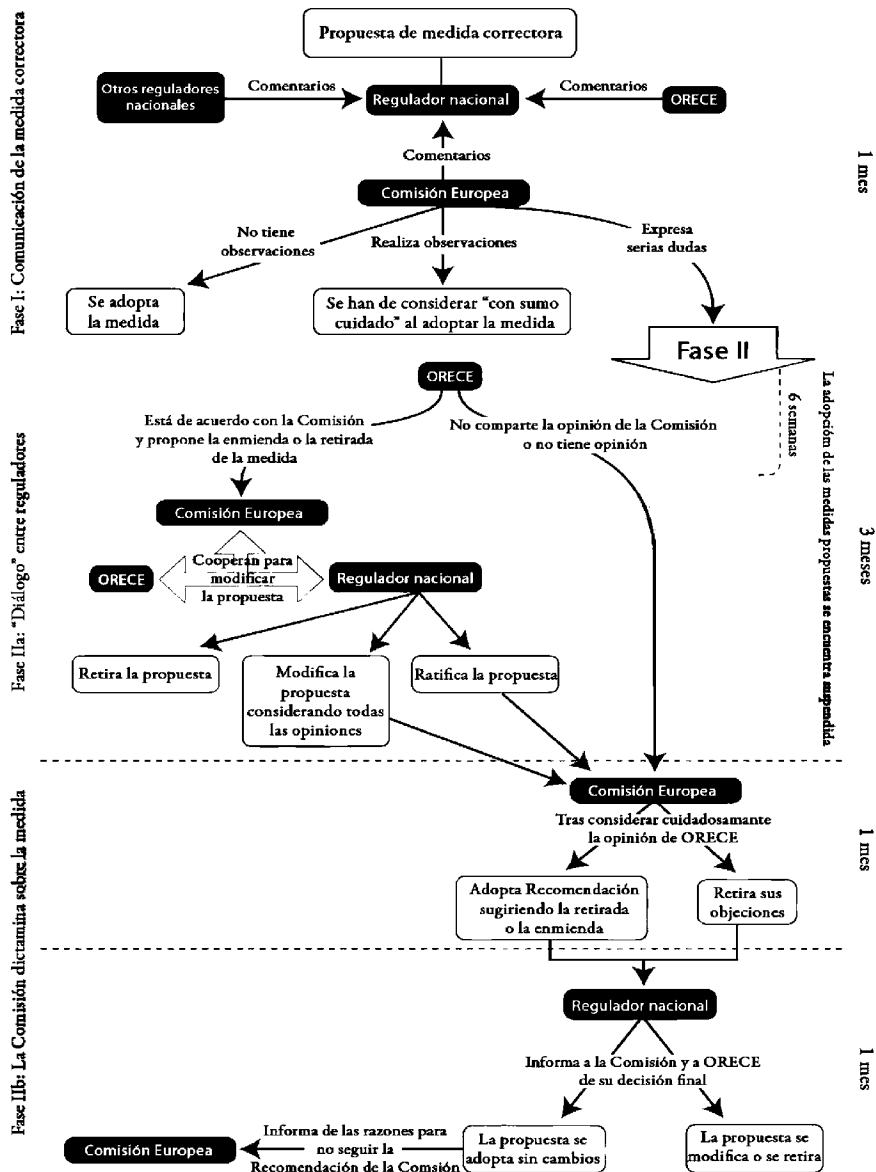 Propuesta de medida correctora
Otros reguladores
nacionales
Comentarios
Regulador nacional
Comentarios
ORECE
Comentarios
Comisión Europea
No tiene
observaciones
Realiza observaciones
Expresa
serias dudas
Se adopta
la medida
Se han de considerar “con sumo
cuidado” al adoptar la medida
Fase II
Fase I: Comunicación de la medida correctora
1 mes
ORECE
Está de acuerdo con la Comisión
y propone la enmienda o la retirada
de la medida
No comparte la opinión de la Comisión
o no tiene opinión
6 semanas
La adopción de las medidas propuestas se encuentra suspendida
Comisión Europea
Cooperan para
modificar
la propuesta
ORECE
Regulador nacional
Retira la propuesta
Modifica la
propuesta
considerando todas
las opiniones
Ratifica la propuesta
Fase IIa: “Diálogo” entre reguladores
3 meses
Comisión Europea
Tras considerar cuidadosamante
la opinión de ORECE
Adopta Recomendación
sugiriendo la retirada
o la enmienda
Retira sus
objeciones
1 mes
Regulador nacional
Informa a la Comisión y a ORECE
de su decisión final
Comisión Europea
Informa de las razones para
no seguir la
Recomendación de la Comsión
La propuesta se
adopta sin cambios
La propuesta se
modifica o se retira
Fase IIb: La Comisión dictamina sobre la medida
1 mes